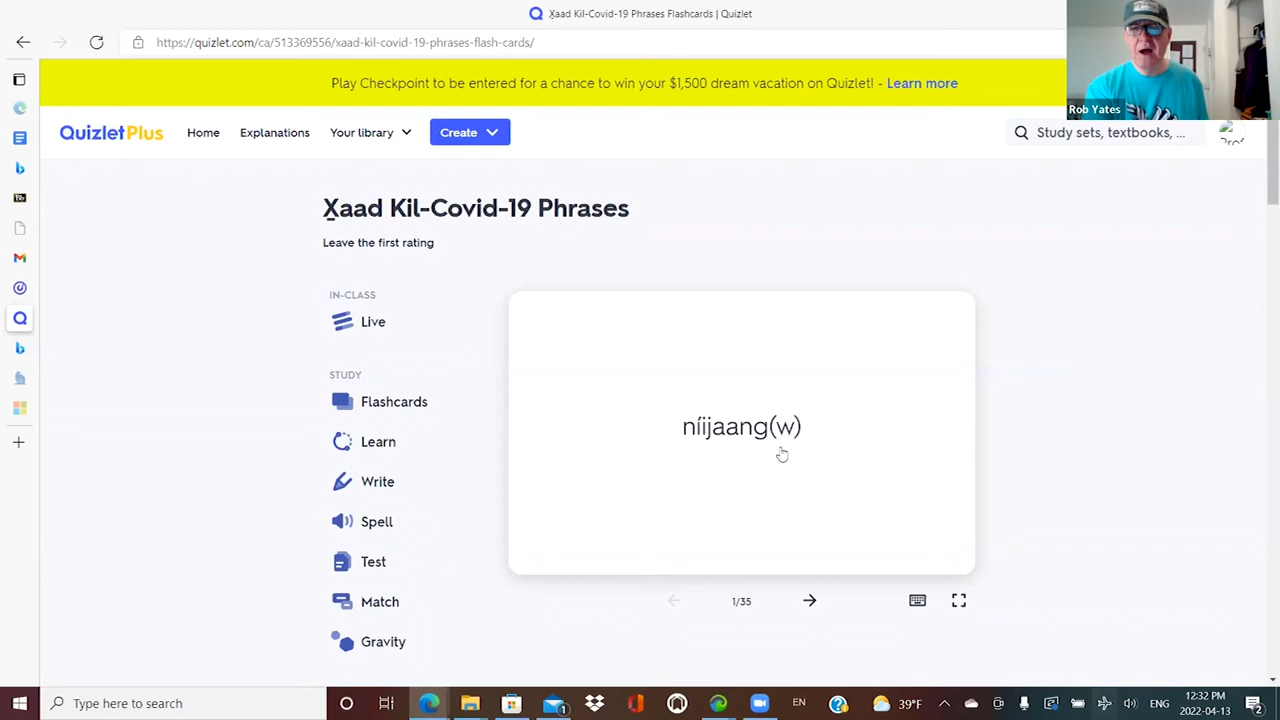 X̱aad Kil-Covid-19 Phrases Flashcards | Quizlet
https://quizlet.com/ca/513369556/xaad-kil-covid-19-phrases-flash-cards/
Play Checkpoint to be entered for a chance to win your $1,500 dream vacation on Quizlet! - Learn more
Rob Yates
QuizletPlus Home Explanations Your library Create Study sets, textbooks, ...
X̱aad Kil-Covid-19 Phrases
Leave the first rating
IN-CLASS
Live
STUDY
Flashcards
Learn
Write
Spell
Test
Match
Gravity
níijaang(w)
1/35
Type here to search
EN
39°F
ENG
12:32 PM
2022-04-13
2